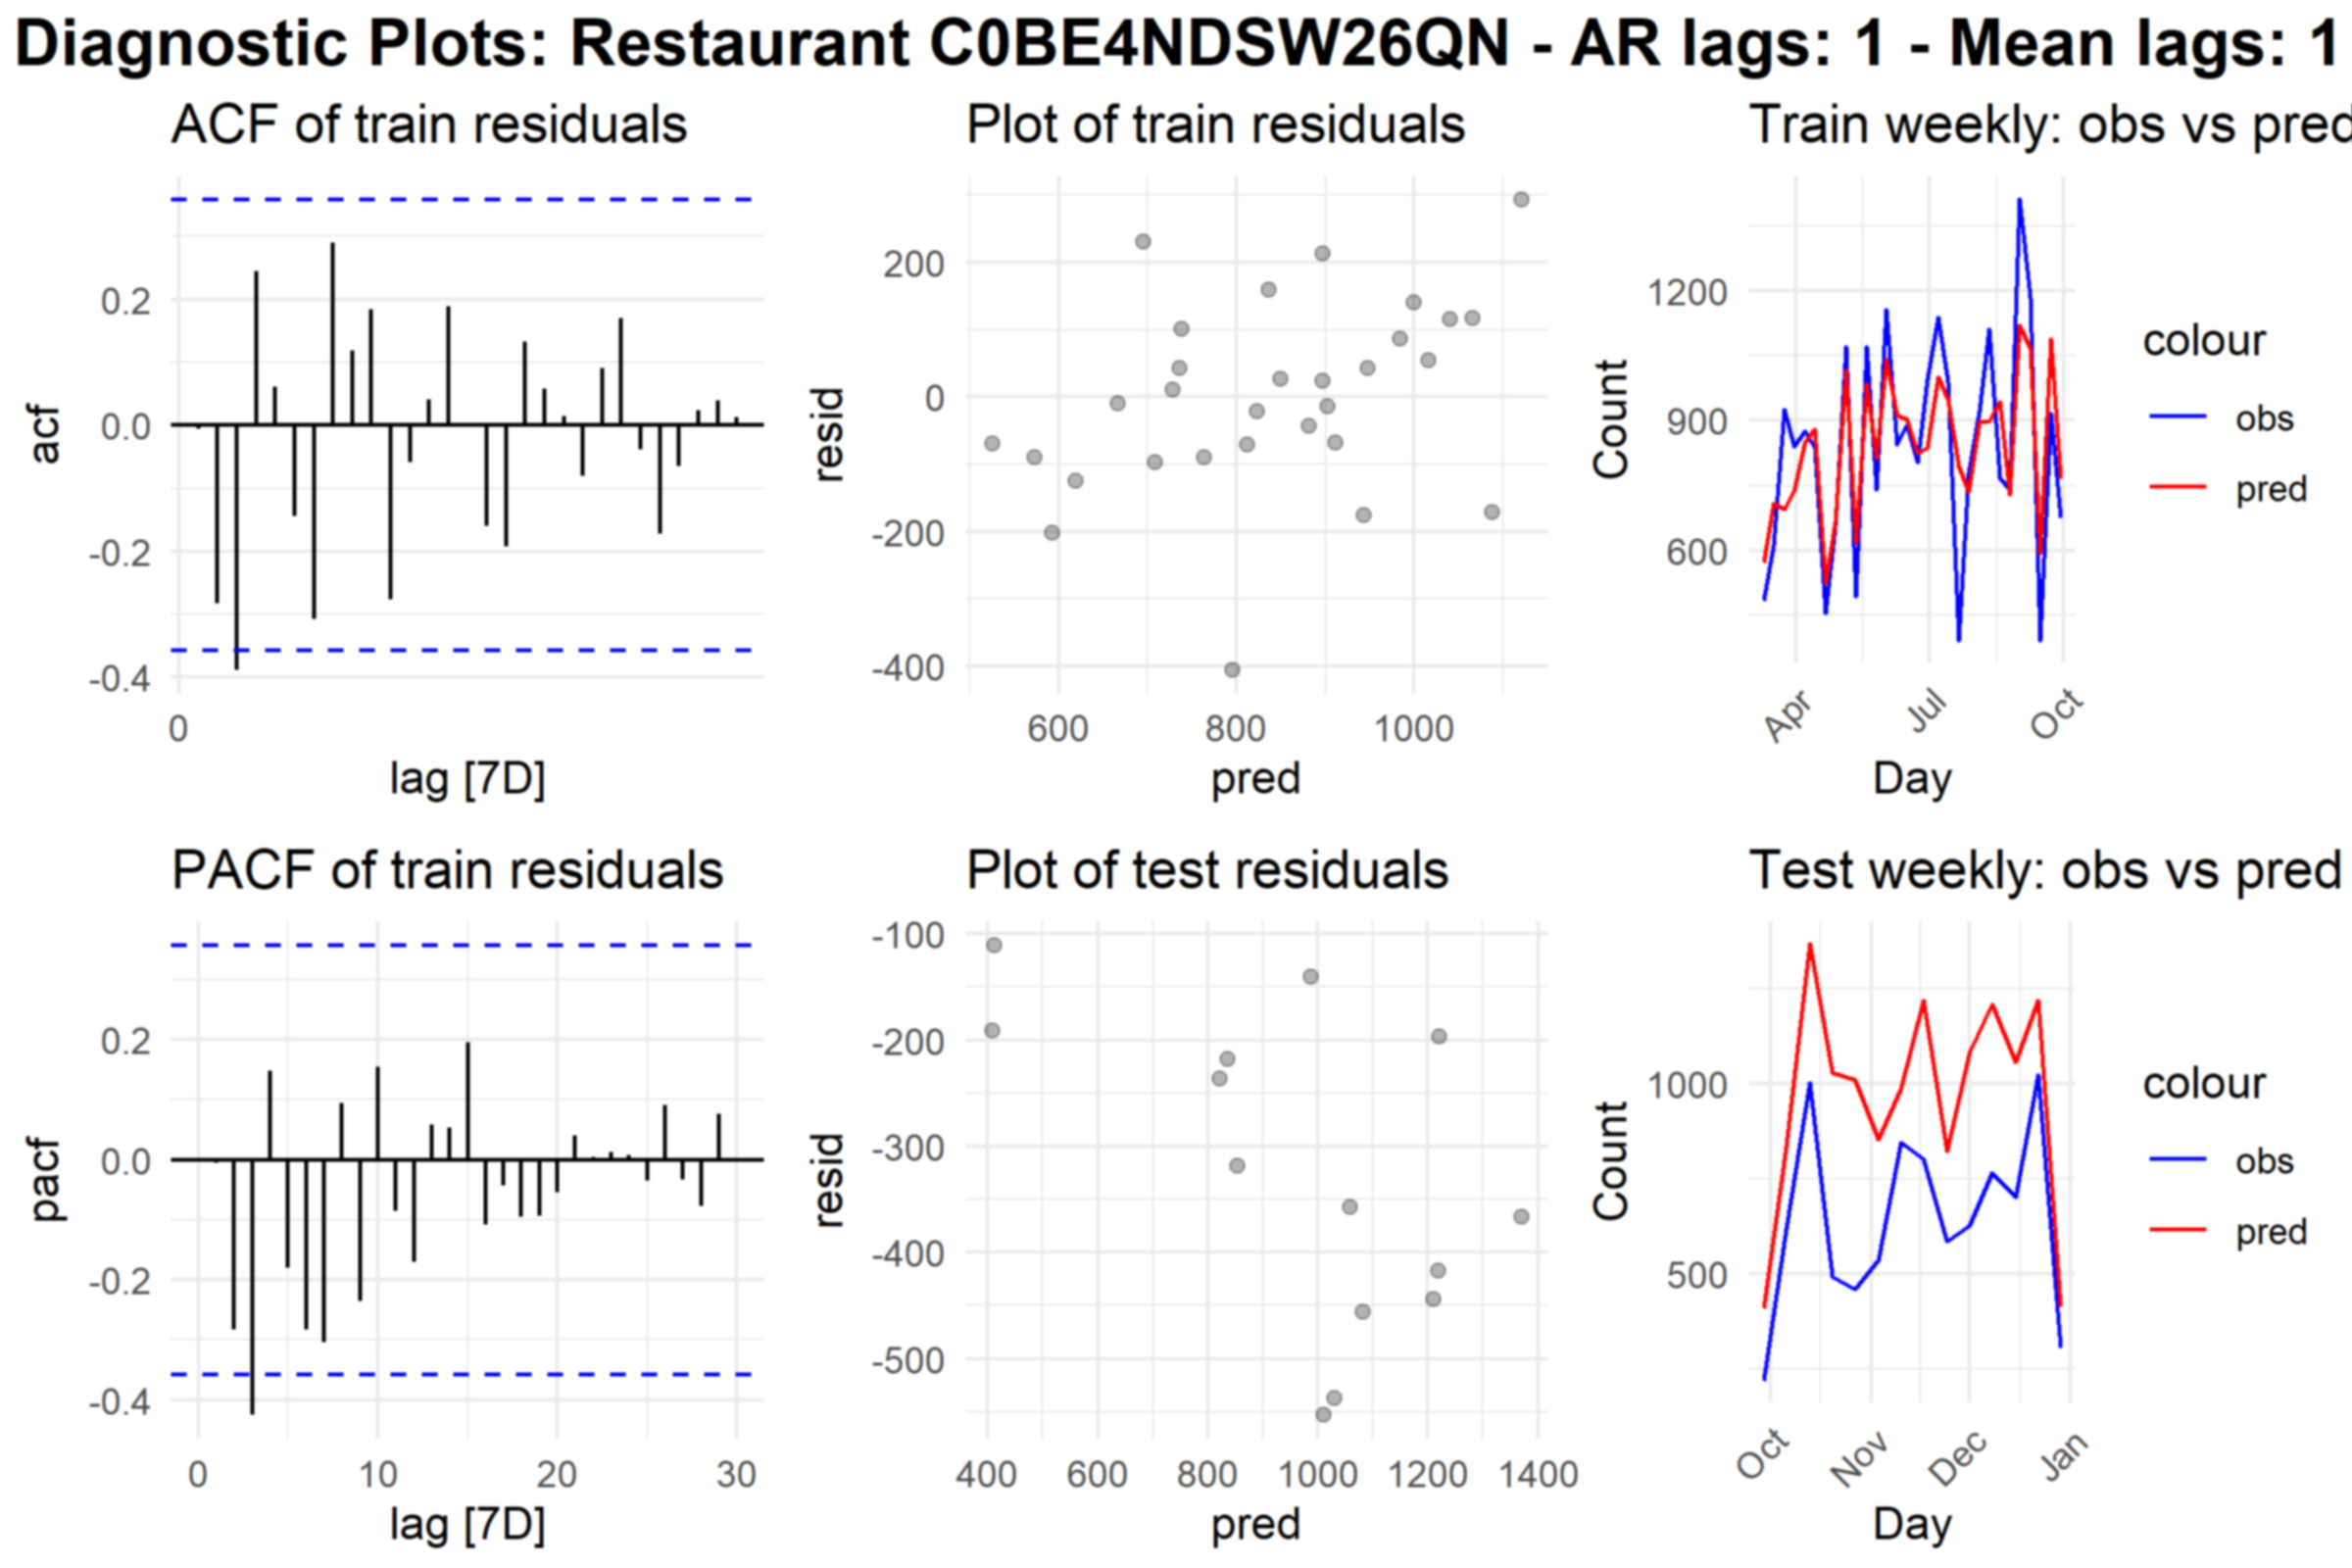 Diagnostic Plots: Restaurant C0BE4NDSW26QN - AR lags: 1 - Mean lags: 1
ACF of train residuals
acf
0.2
0.0
-0.2
-0.4
0
lag [7D]
Plot of train residuals
resid
200
0
-200
-400
600 800 1000
pred
Train weekly: obs vs pred
Count
1200
900
600
Apr Jul Oct
Day
colour
obs
pred
PACF of train residuals
pacf
0.2
0.0
-0.2
-0.4
0 10 20 30
lag [7D]
Plot of test residuals
resid
-100
-200
-300
-400
-500
400 600 800 1000 1200 1400
pred
Test weekly: obs vs pred
Count
1000
500
Oct Nov Dec Jan
Day
colour
obs
pred